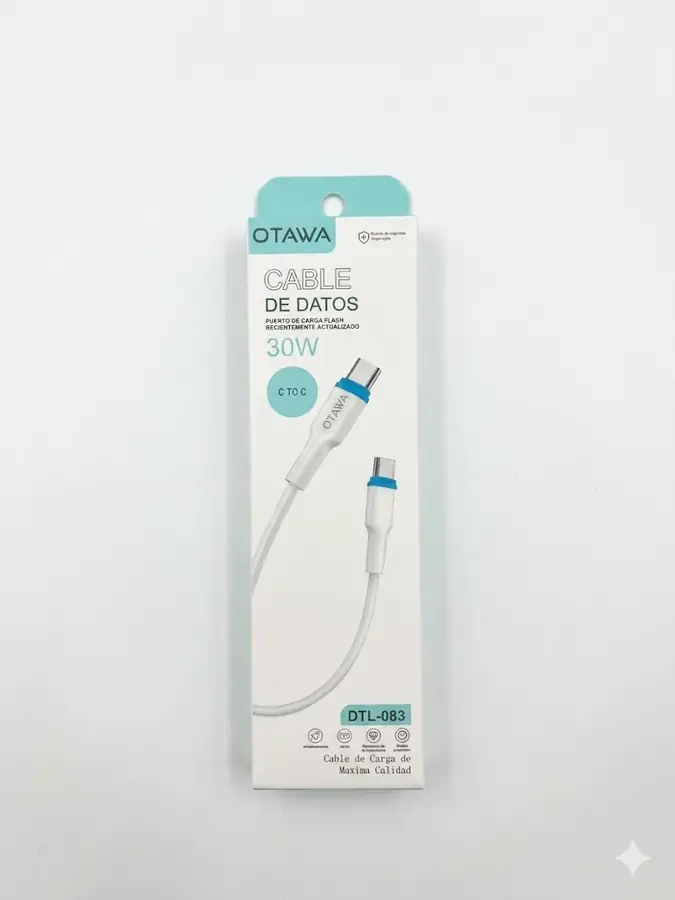 OTAWA
CABLE
DE DATOS
PUERTO DE CARGA FLASH
RECIENTEMENTE ACTUALIZADO
30W
C TO C
OTAWA
DTL-083
Cable de Carga de
Maxima Calidad